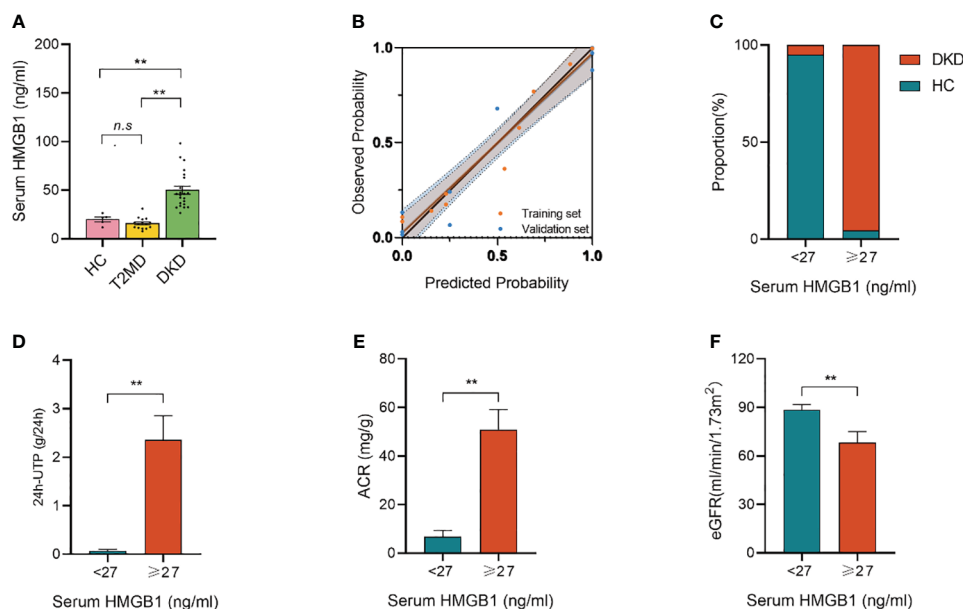 A
Serum HMGB1 (ng/ml)
200
150
100
50
0
**
**
n.s
HC
T2MD
DKD
B
Observed Probability
1.0
0.5
0.0
Training set
Validation set
0.0
0.5
1.0
Predicted Probability
C
Proportion(%)
100
50
0
DKD
HC
<27
⩾27
Serum HMGB1 (ng/ml)
D
24h-UTP (g/24h)
4
3
2
1
0
**
<27
⩾27
Serum HMGB1 (ng/ml)
E
ACR (mg/g)
80
60
40
20
0
**
<27
⩾27
Serum HMGB1 (ng/ml)
F
eGFR(ml/min/1.73m²)
120
90
60
30
0
**
<27
⩾27
Serum HMGB1 (ng/ml)